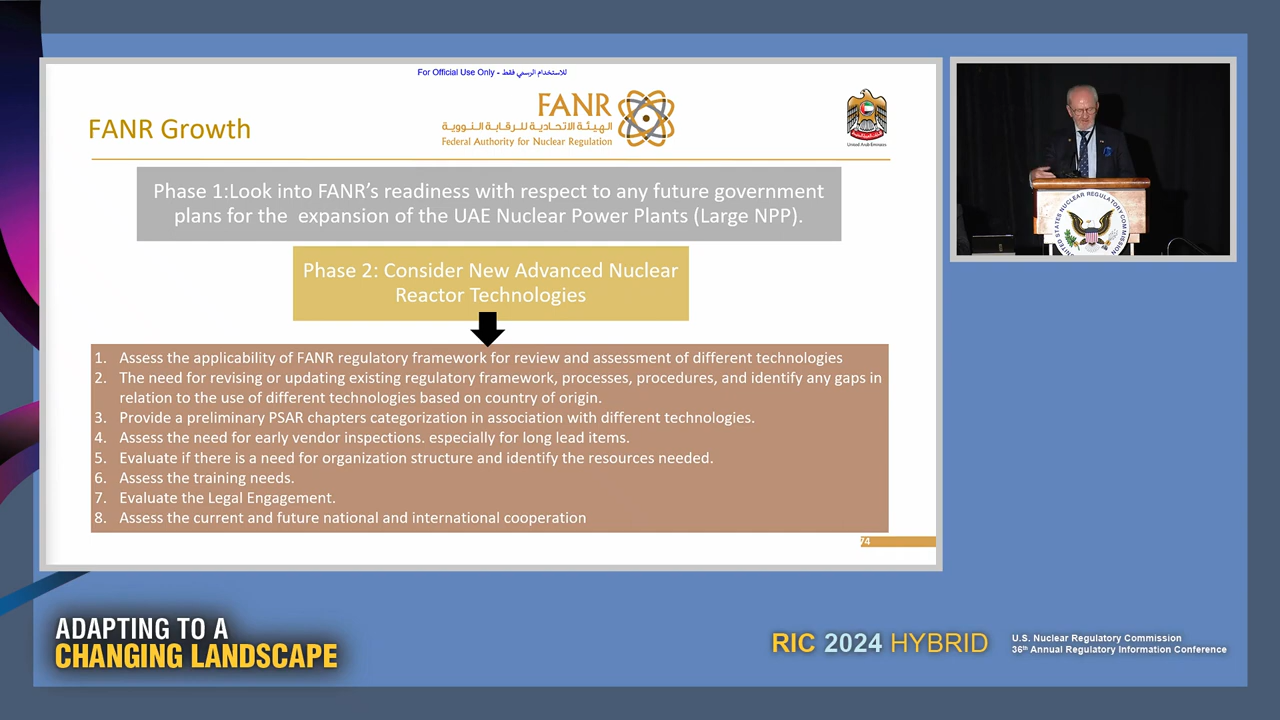 For Official Use Only - للاستخدام الرسمي فقط
FANR Growth
FANR
الهيئة الاتحادية للرقابة النووية
Federal Authority for Nuclear Regulation
United Arab Emirates
Phase 1:Look into FANR’s readiness with respect to any future government
plans for the expansion of the UAE Nuclear Power Plants (Large NPP).
Phase 2: Consider New Advanced Nuclear
Reactor Technologies
1. Assess the applicability of FANR regulatory framework for review and assessment of different technologies
2. The need for revising or updating existing regulatory framework, processes, procedures, and identify any gaps in
relation to the use of different technologies based on country of origin.
3. Provide a preliminary PSAR chapters categorization in association with different technologies.
4. Assess the need for early vendor inspections. especially for long lead items.
5. Evaluate if there is a need for organization structure and identify the resources needed.
6. Assess the training needs.
7. Evaluate the Legal Engagement.
8. Assess the current and future national and international cooperation
74
UNITED STATES NUCLEAR REGULATORY COMMISSION
ADAPTING TO A
CHANGING LANDSCAPE
RIC 2024 HYBRID
U.S. Nuclear Regulatory Commission
36th Annual Regulatory Information Conference